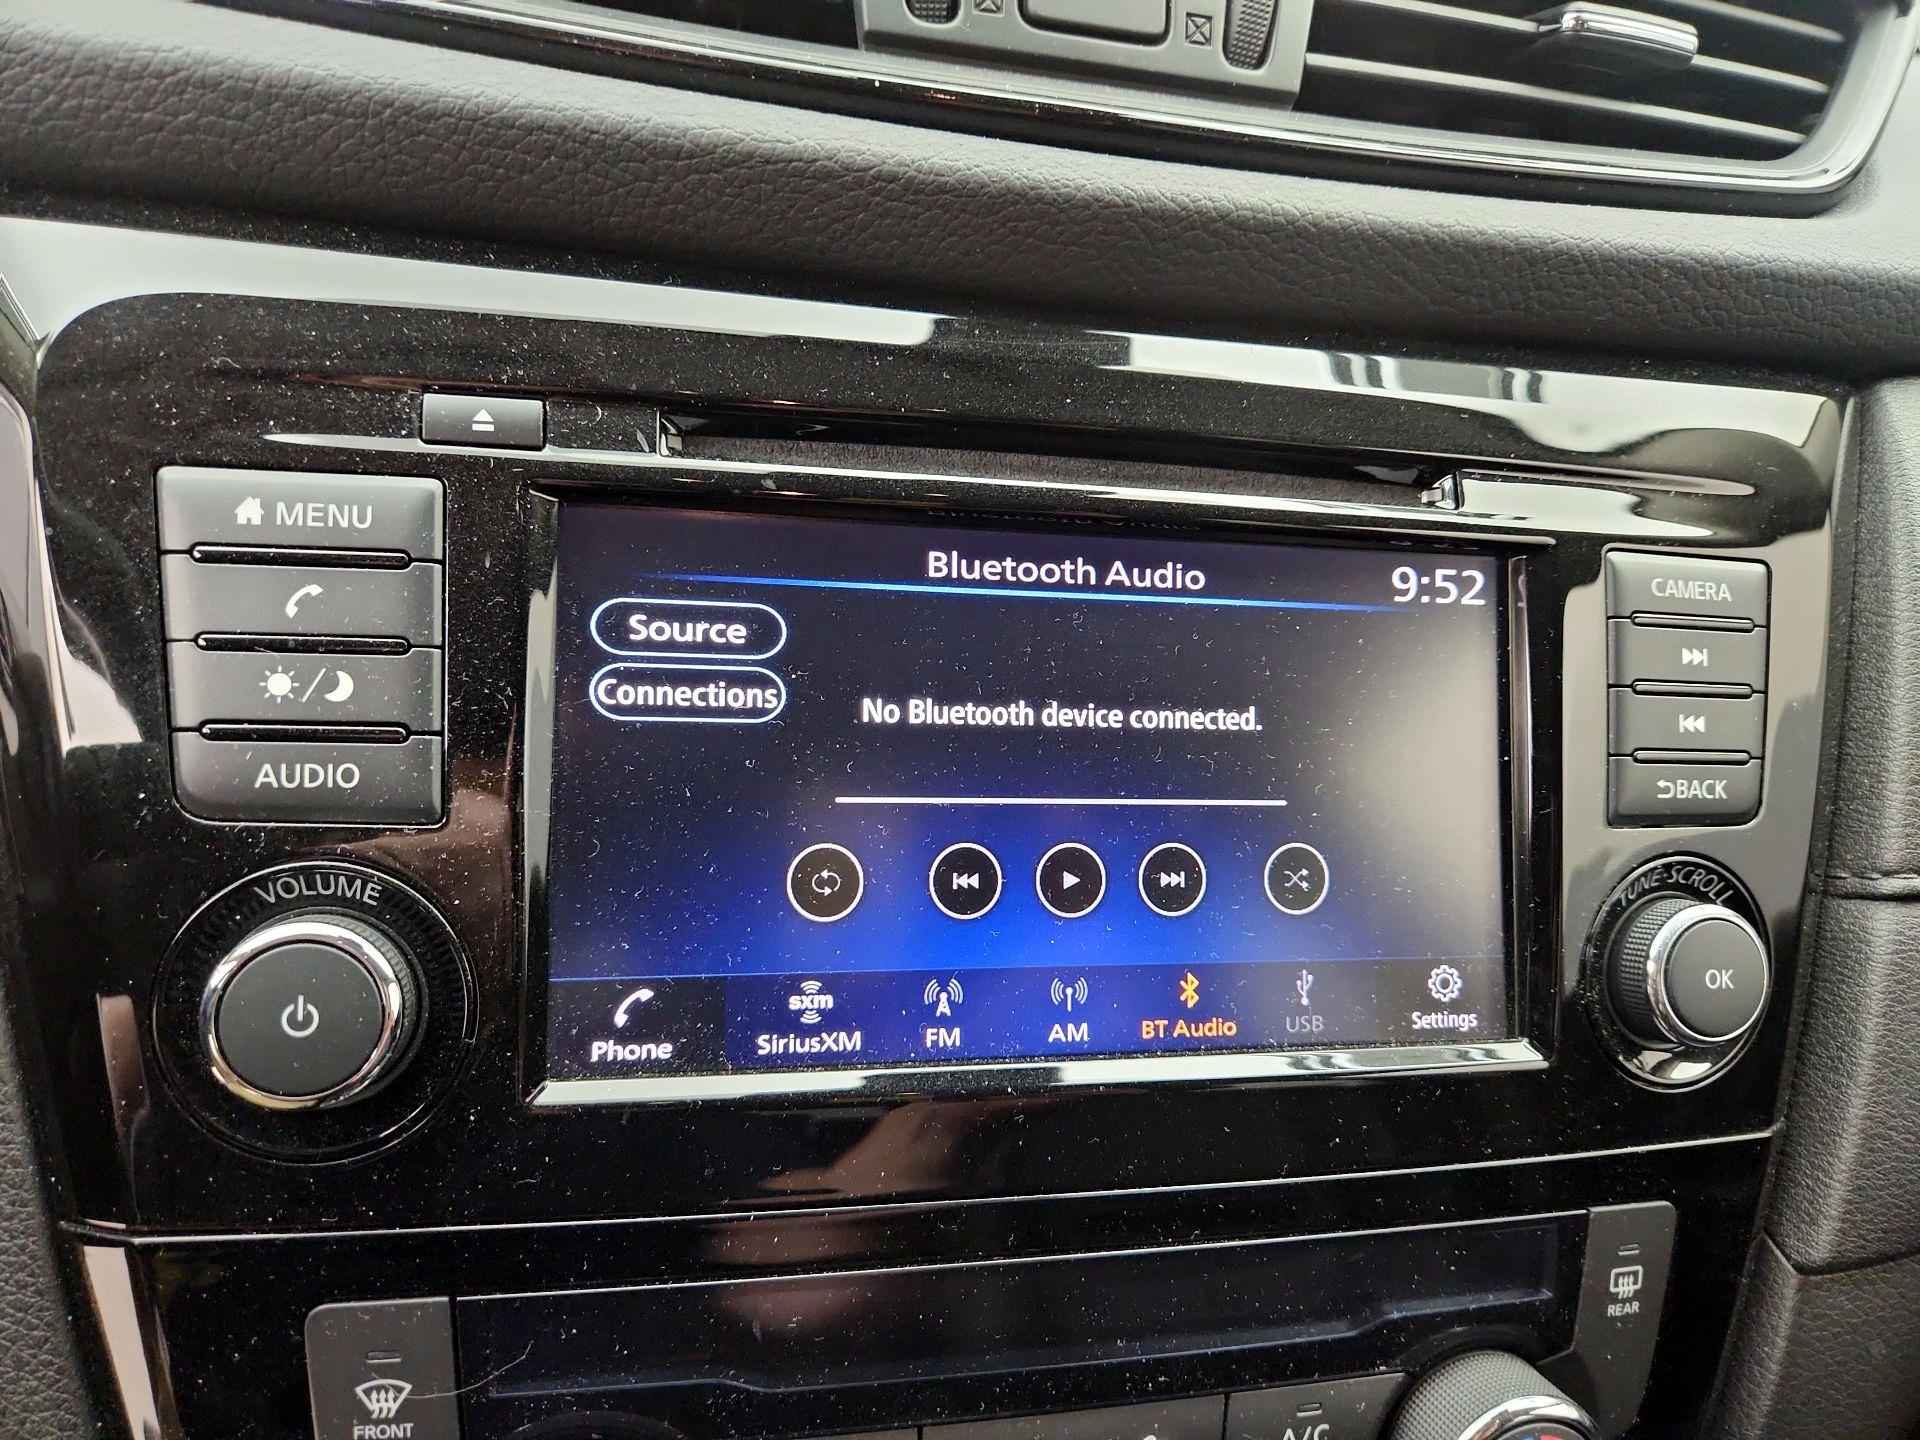 MENU
AUDIO
VOLUME
Bluetooth Audio
9:52
Source
Connections
No Bluetooth device connected.
Phone
sxm
SiriusXM
FM
AM
BT Audio
USB
Settings
CAMERA
BACK
TUNE·SCROLL
OK
FRONT
A/C
REAR